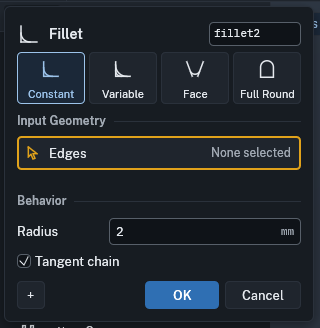 Fillet fillet2
Constant Variable Face Full Round
Input Geometry
Edges None selected
Behavior
Radius 2 mm
Tangent chain
+ OK Cancel